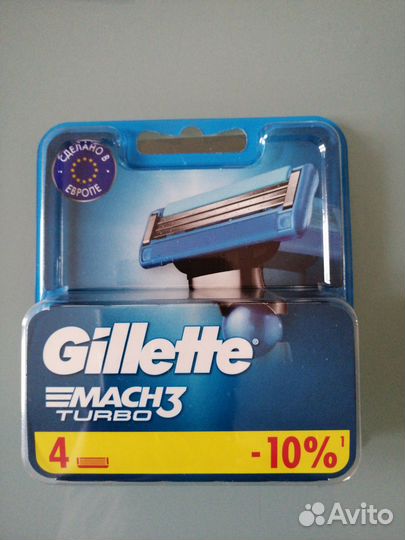 СДЕЛАНО В
ЕВРОПЕ
Gillette®
MACH3
TURBO
4
-10%¹
Avito